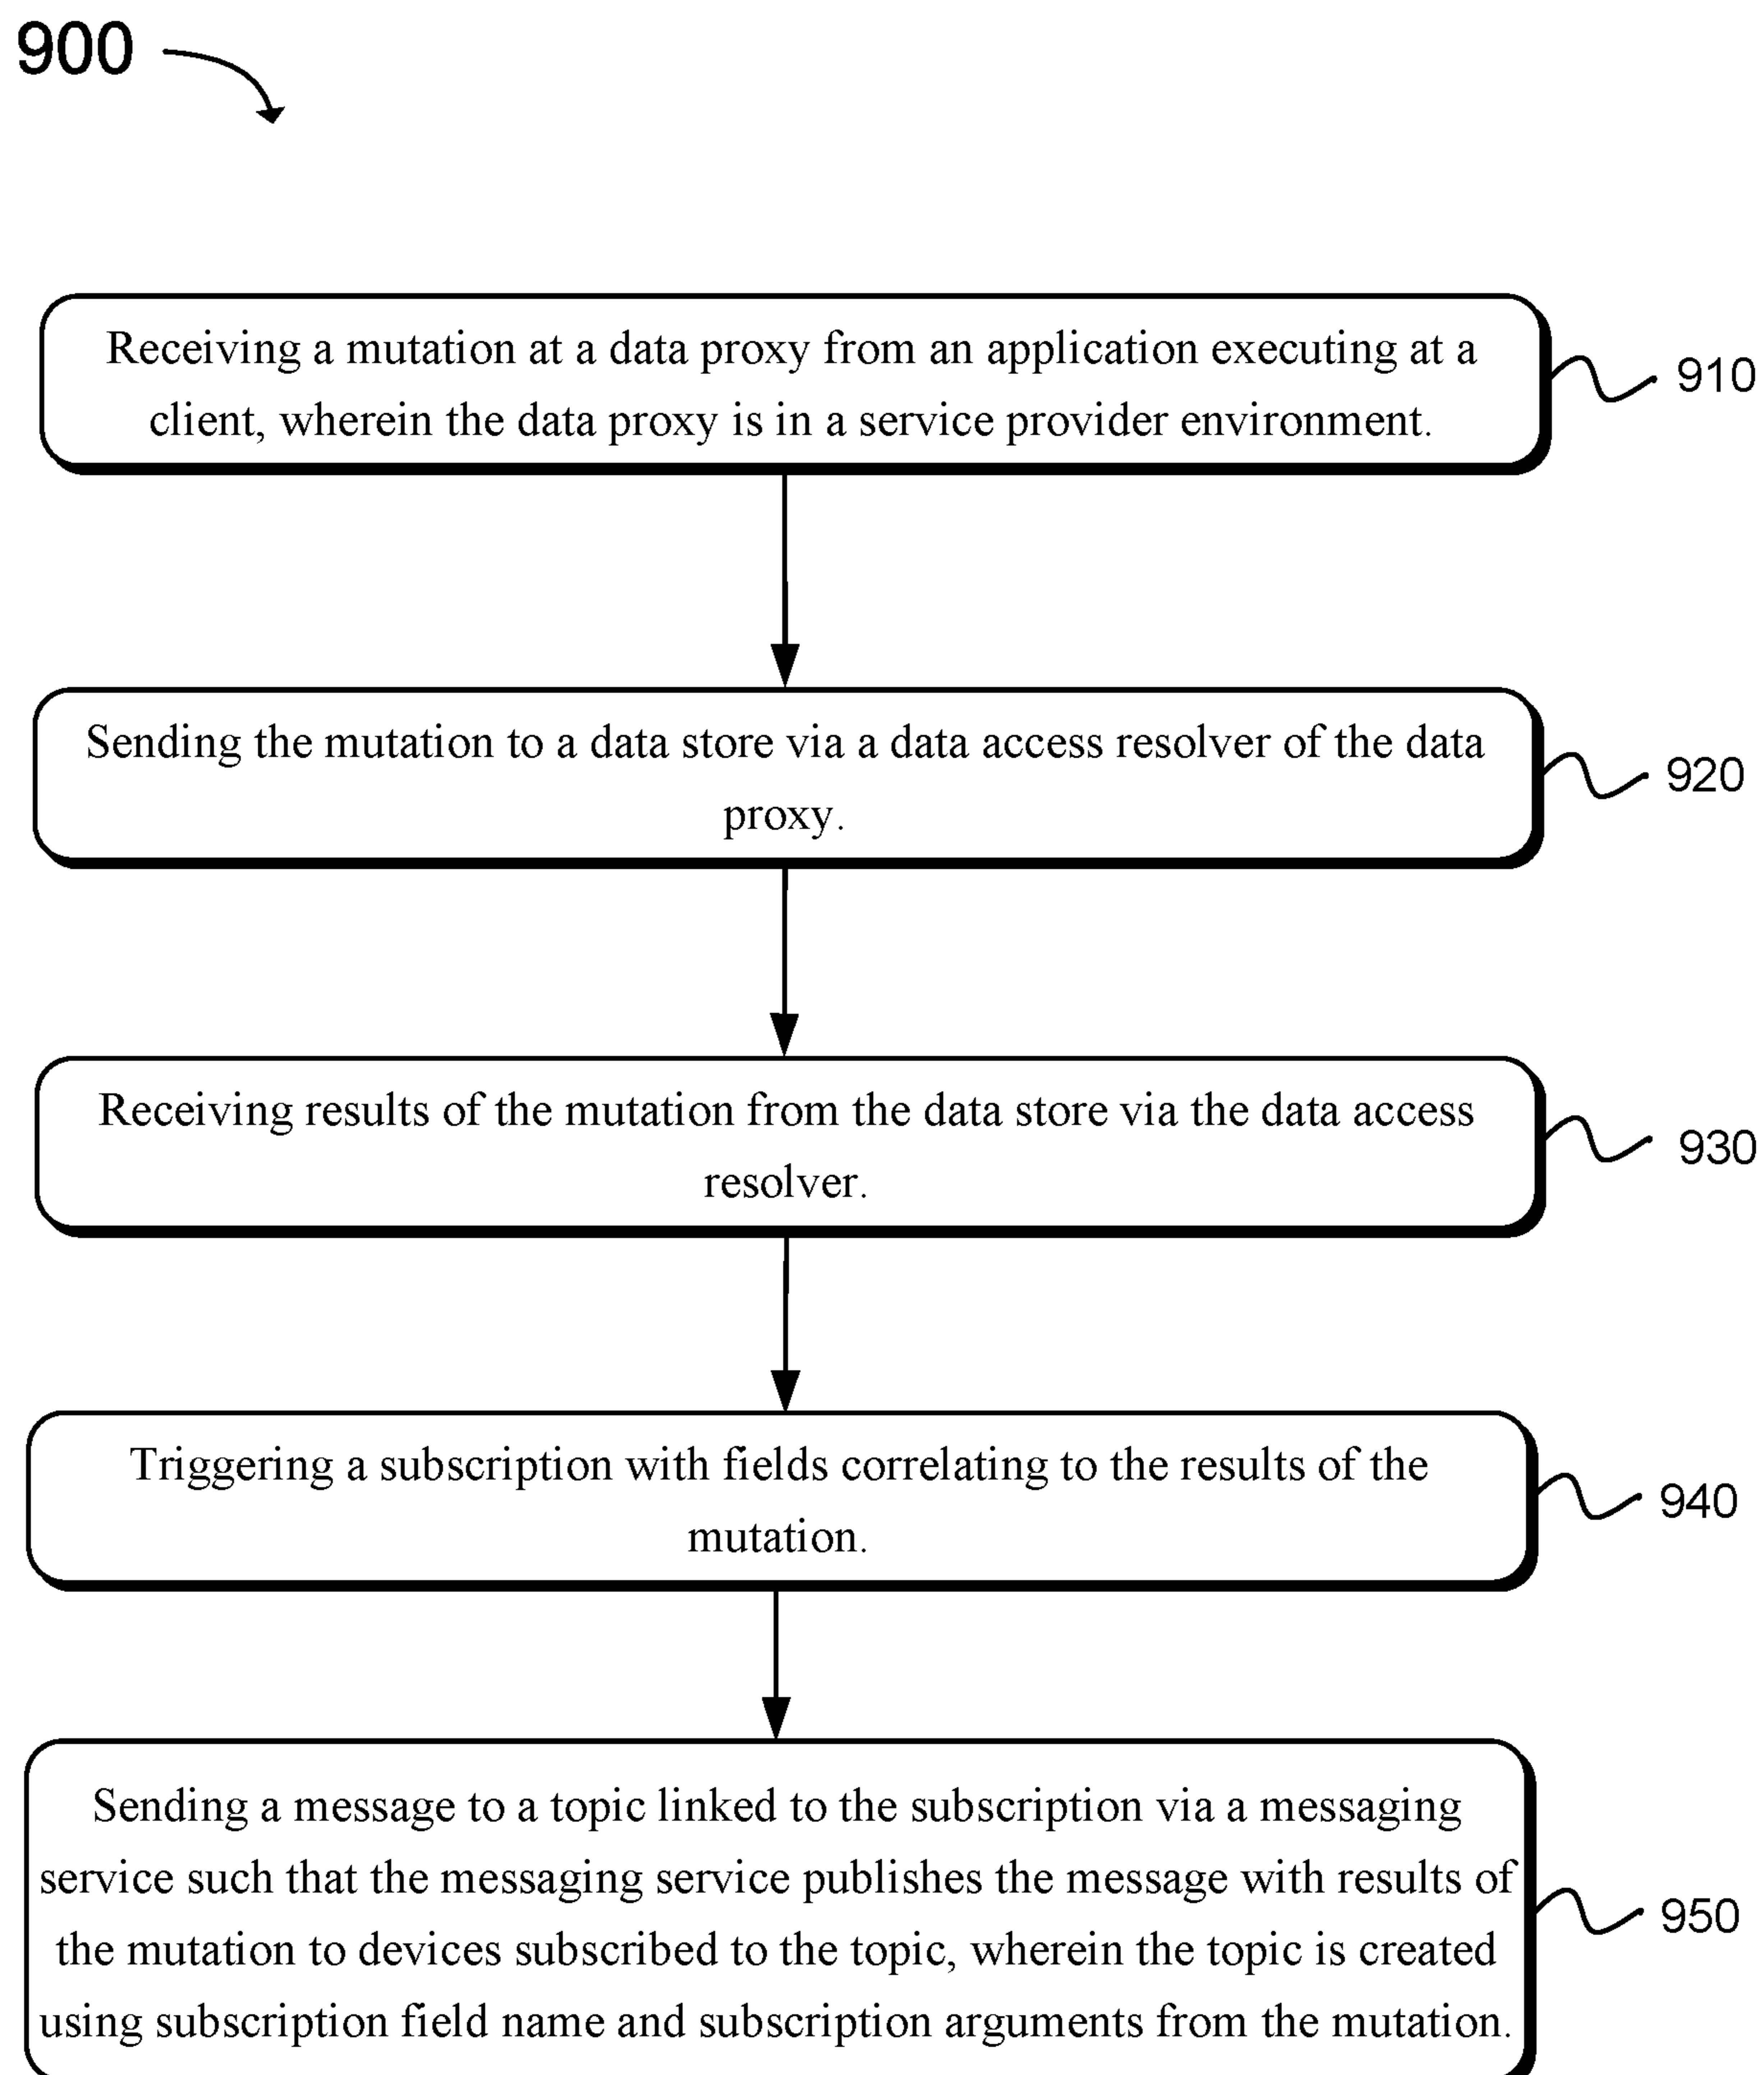 900
Receiving a mutation at a data proxy from an application executing at a
client, wherein the data proxy is in a service provider environment.
910
Sending the mutation to a data store via a data access resolver of the data
proxy.
920
Receiving results of the mutation from the data store via the data access
resolver.
930
Triggering a subscription with fields correlating to the results of the
mutation.
940
Sending a message to a topic linked to the subscription via a messaging
service such that the messaging service publishes the message with results of
the mutation to devices subscribed to the topic, wherein the topic is created
using subscription field name and subscription arguments from the mutation.
950